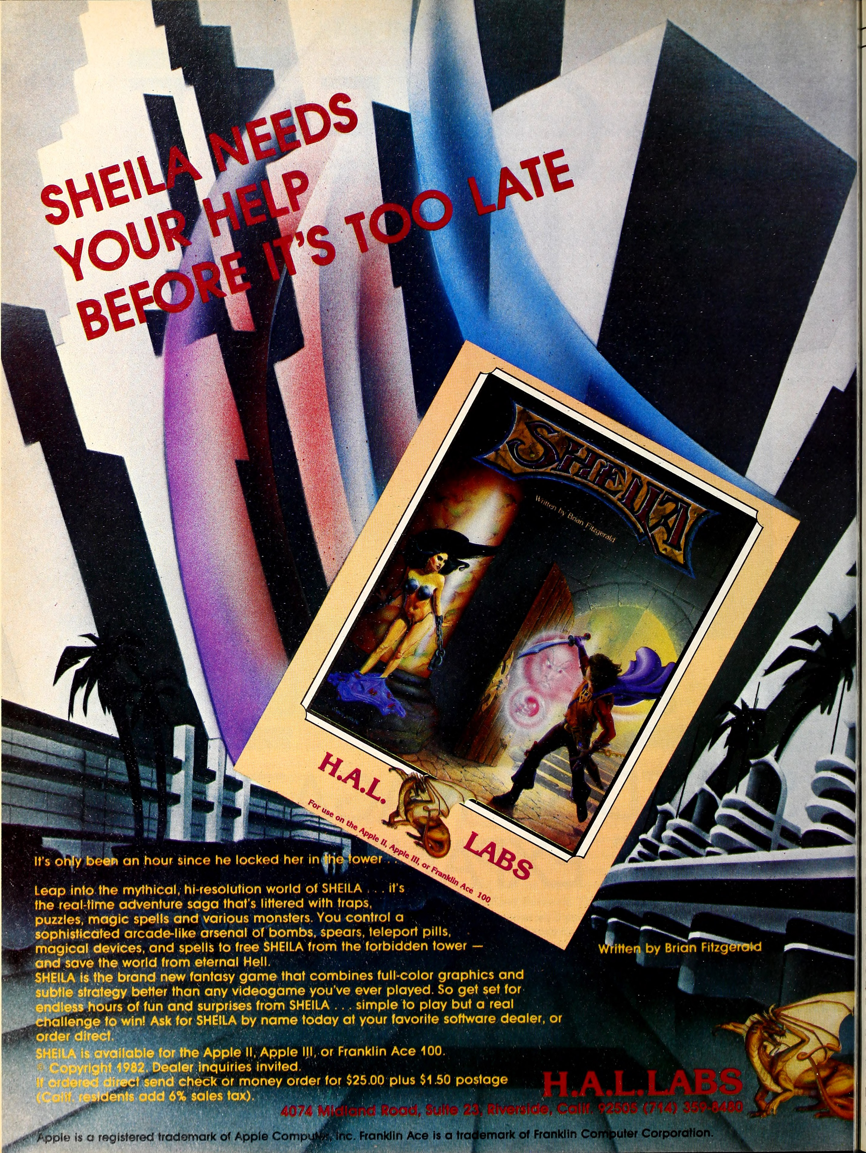 SHEILA NEEDS
YOUR HELP
BEFORE IT'S TOO LATE
SHEILA
Written by Brian Fitzgerald
H.A.L. LABS
For use on the Apple II, Apple III, or Franklin Ace 100
It's only been an hour since he locked her in the tower . . .
Leap into the mythical, hi-resolution world of SHEILA . . . it's
the real-time adventure saga that's littered with traps,
puzzles, magic spells and various monsters. You control a
sophisticated arcade-like arsenal of bombs, spears, teleport pills,
magical devices, and spells to free SHEILA from the forbidden tower —
and save the world from eternal Hell.
Written by Brian Fitzgerald
SHEILA is the brand new fantasy game that combines full-color graphics and
subtle strategy better than any videogame you've ever played. So get set for
endless hours of fun and surprises from SHEILA . . . simple to play but a real
challenge to win! Ask for SHEILA by name today at your favorite software dealer, or
order direct.
SHEILA is available for the Apple II, Apple III, or Franklin Ace 100.
Copyright 1982. Dealer inquiries invited.
If ordered direct send check or money order for $25.00 plus $1.50 postage
(Calif. residents add 6% sales tax).
H.A.L. LABS
4074 Midland Road, Suite 23, Riverside, Calif. (714)
Apple is a registered trademark of Apple Computer, Inc. Franklin Ace is a trademark of Franklin Computer Corporation.